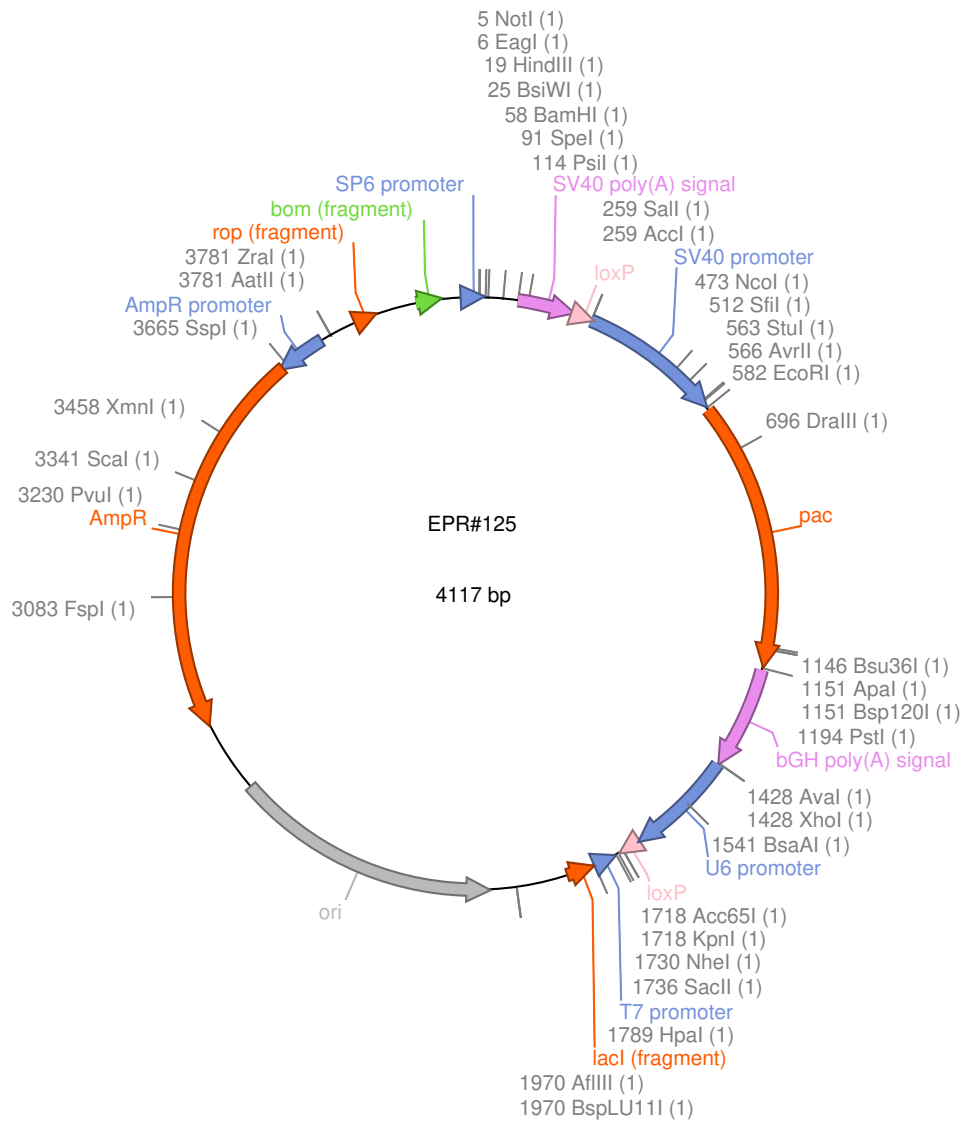 5 NotI (1)
6 EagI (1)
19 HindIII (1)
25 BsiWI (1)
58 BamHI (1)
91 SpeI (1)
114 PsiI (1)
SP6 promoter
SV40 poly(A) signal
bom (fragment)
259 SalI (1)
rop (fragment)
259 AccI (1)
3781 ZraI (1)
SV40 promoter
loxP
3781 AatII (1)
473 NcoI (1)
AmpR promoter
512 SfiI (1)
3665 SspI (1)
563 StuI (1)
566 AvrII (1)
582 EcoRI (1)
3458 XmnI (1)
696 DraIII (1)
3341 ScaI (1)
3230 PvuI (1)
AmpR
pac
EPR#125
4117 bp
3083 FspI (1)
1146 Bsu36I (1)
1151 ApaI (1)
1151 Bsp120I (1)
1194 PstI (1)
bGH poly(A) signal
1428 AvaI (1)
1428 XhoI (1)
1541 BsaAI (1)
U6 promoter
loxP
ori
1718 Acc65I (1)
1718 KpnI (1)
1730 NheI (1)
1736 SacII (1)
T7 promoter
1789 HpaI (1)
lacI (fragment)
1970 AflIII (1)
1970 BspLU11I (1)